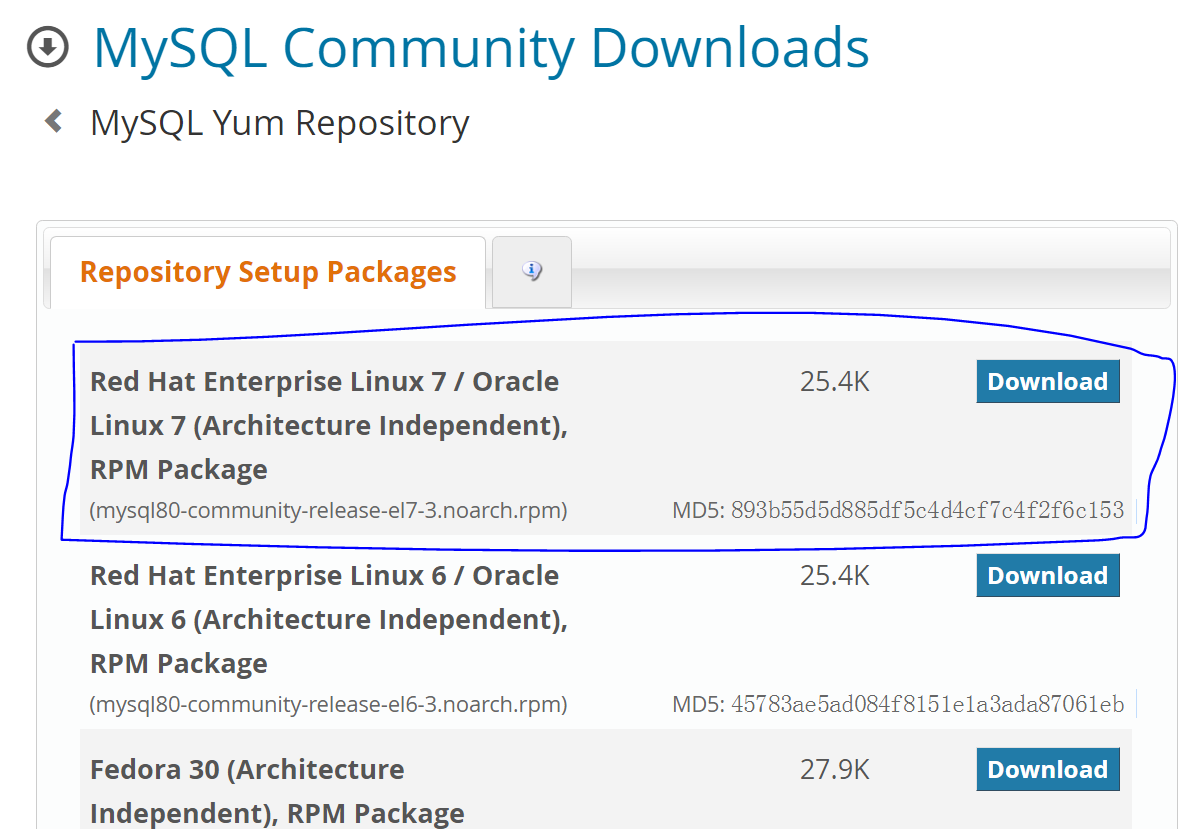 MySQL Community Downloads
MySQL Yum Repository
Repository Setup Packages
Red Hat Enterprise Linux 7 / Oracle 25.4K Download
Linux 7 (Architecture Independent),
RPM Package
(mysql80-community-release-el7-3.noarch.rpm) MD5: 893b55d5d885df5c4d4cf7c4f2f6c153
Red Hat Enterprise Linux 6 / Oracle 25.4K Download
Linux 6 (Architecture Independent),
RPM Package
(mysql80-community-release-el6-3.noarch.rpm) MD5: 45783ae5ad084f8151e1a3ada87061eb
Fedora 30 (Architecture 27.9K Download
Independent), RPM Package